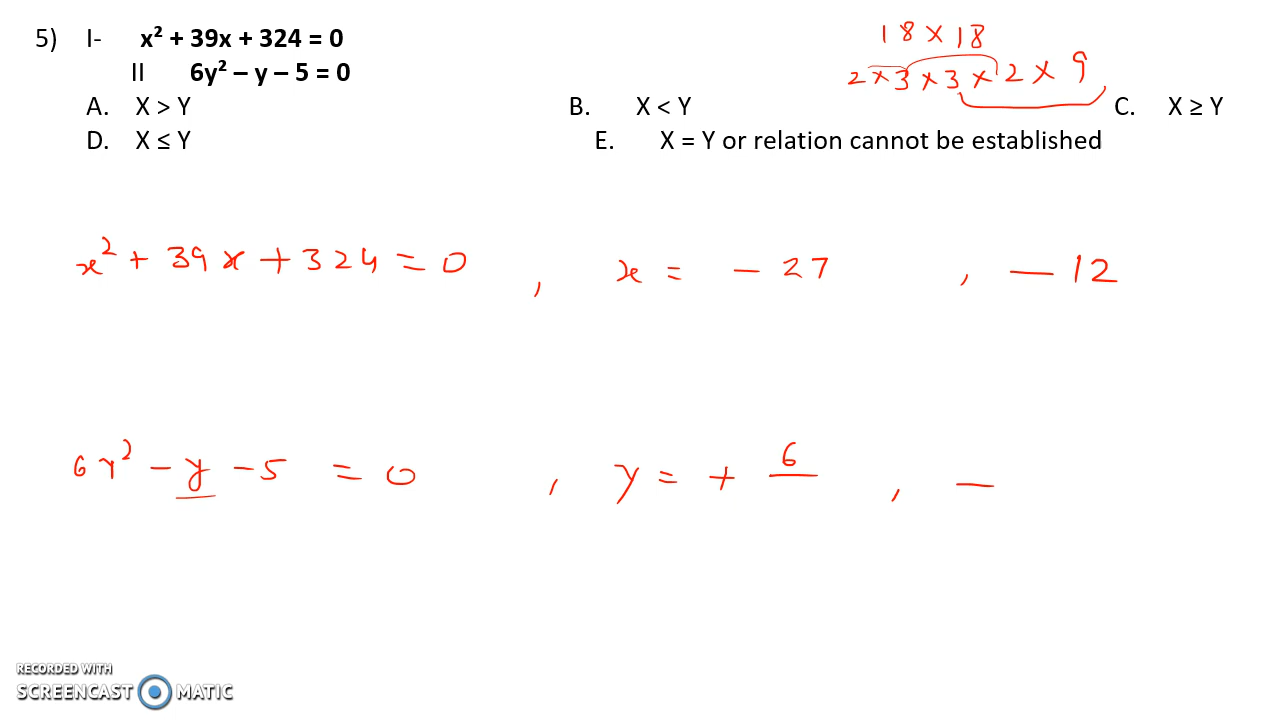 5) I- x² + 39x + 324 = 0
18 × 18
II 6y² – y – 5 = 0
2 × 3 × 3 × 2 × 9
A. X > Y B. X < Y C. X ≥ Y
D. X ≤ Y E. X = Y or relation cannot be established
x² + 39x + 324 = 0 , x = – 27 , – 12
6y² – y – 5 = 0 , y = + 6/ , –
RECORDED WITH
SCREENCAST MATIC